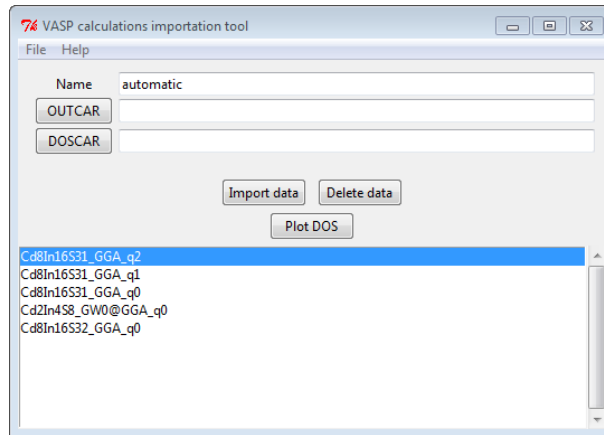 VASP calculations importation tool
File Help
Name automatic
OUTCAR
DOSCAR
Import data Delete data
Plot DOS
Cd8In16S31_GGA_q2
Cd8In16S31_GGA_q1
Cd8In16S31_GGA_q0
Cd2In4S8_GW0@GGA_q0
Cd8In16S32_GGA_q0